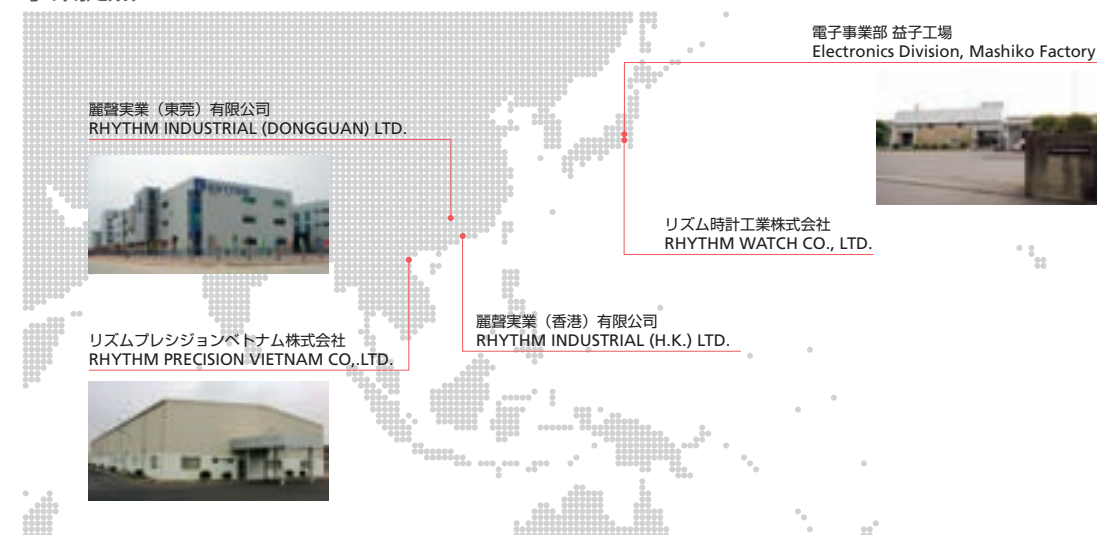 電子事業部 益子工場
Electronics Division, Mashiko Factory
麗聲実業（東莞）有限公司
RHYTHM INDUSTRIAL (DONGGUAN) LTD.
リズム時計工業株式会社
RHYTHM WATCH CO., LTD.
麗聲実業（香港）有限公司
RHYTHM INDUSTRIAL (H.K.) LTD.
リズムプレシジョンベトナム株式会社
RHYTHM PRECISION VIETNAM CO,.LTD.